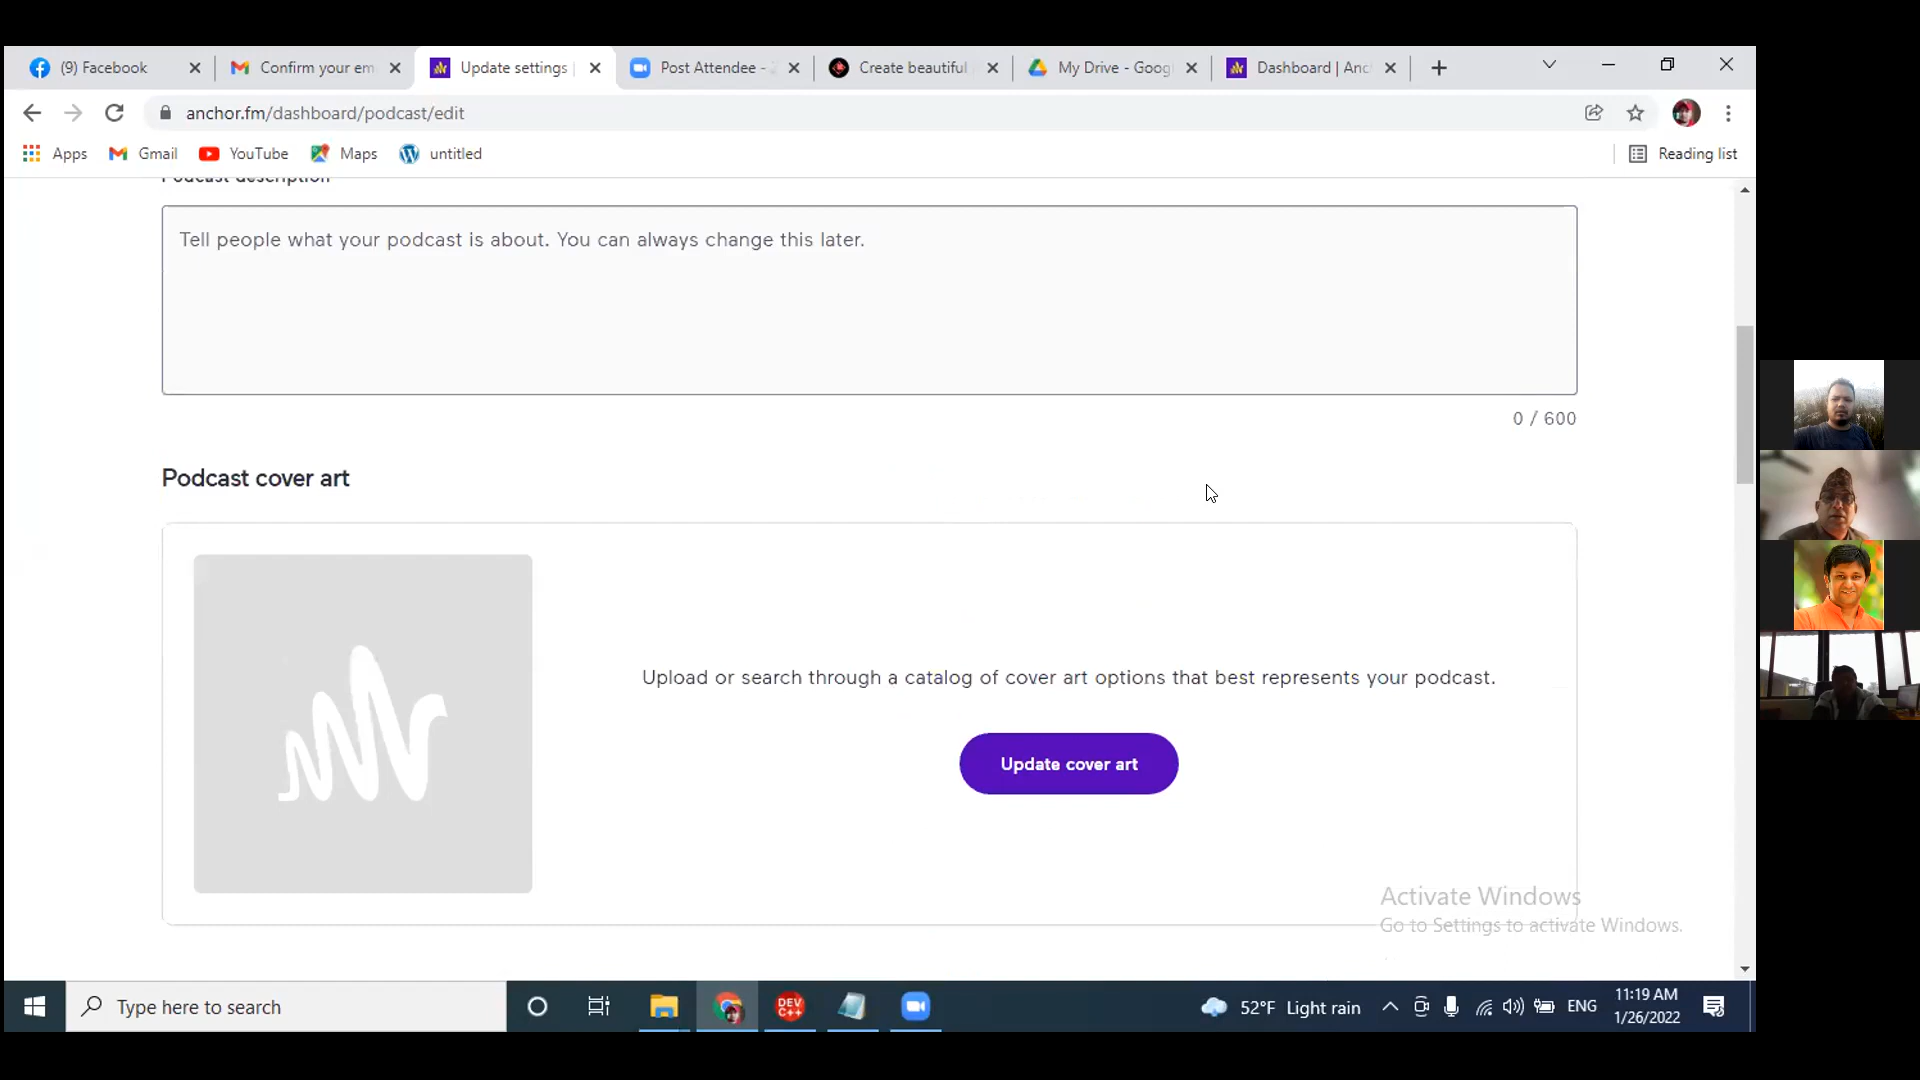 (9) Facebook
Confirm your em
Update settings
Post Attendee -
Create beautiful
My Drive - Goog
Dashboard | Anc
anchor.fm/dashboard/podcast/edit
Apps
Gmail
YouTube
Maps
untitled
Reading list
Podcast description
Tell people what your podcast is about. You can always change this later.
0 / 600
Podcast cover art
Upload or search through a catalog of cover art options that best represents your podcast.
Update cover art
Activate Windows
Go to Settings to activate Windows.
Type here to search
DEV
C++
52°F Light rain
ENG
11:19 AM
1/26/2022